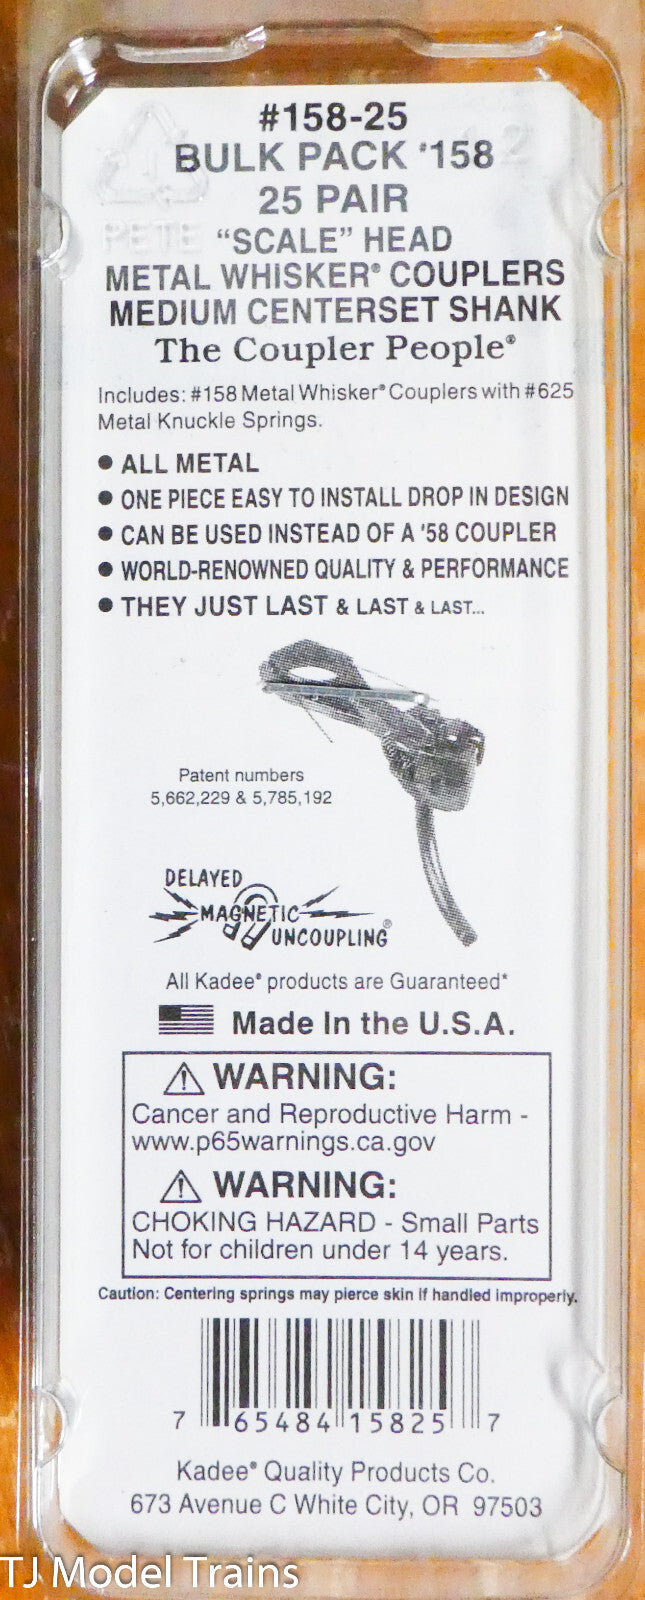 #158-25
BULK PACK #158
25 PAIR
PETE
"SCALE" HEAD
METAL WHISKER® COUPLERS
MEDIUM CENTERSET SHANK
The Coupler People®
Includes: #158 Metal Whisker® Couplers with #625
Metal Knuckle Springs.
• ALL METAL
• ONE PIECE EASY TO INSTALL DROP IN DESIGN
• CAN BE USED INSTEAD OF A #58 COUPLER
• WORLD-RENOWNED QUALITY & PERFORMANCE
• THEY JUST LAST & LAST & LAST...
Patent numbers
5,662,229 & 5,785,192
DELAYED
MAGNETIC
UNCOUPLING®
All Kadee® products are Guaranteed*
Made In the U.S.A.
⚠ WARNING:
Cancer and Reproductive Harm -
www.p65warnings.ca.gov
⚠ WARNING:
CHOKING HAZARD - Small Parts
Not for children under 14 years.
Caution: Centering springs may pierce skin if handled improperly.
7 65484 15825 7
Kadee® Quality Products Co.
673 Avenue C White City, OR 97503
TJ Model Trains